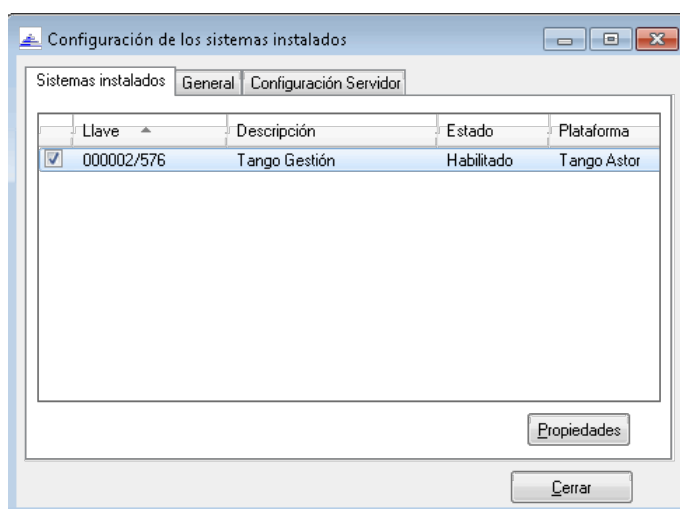 Configuración de los sistemas instalados
Sistemas instalados General Configuración Servidor
Llave Descripción Estado Plataforma
000002/576 Tango Gestión Habilitado Tango Astor
Propiedades
Cerrar